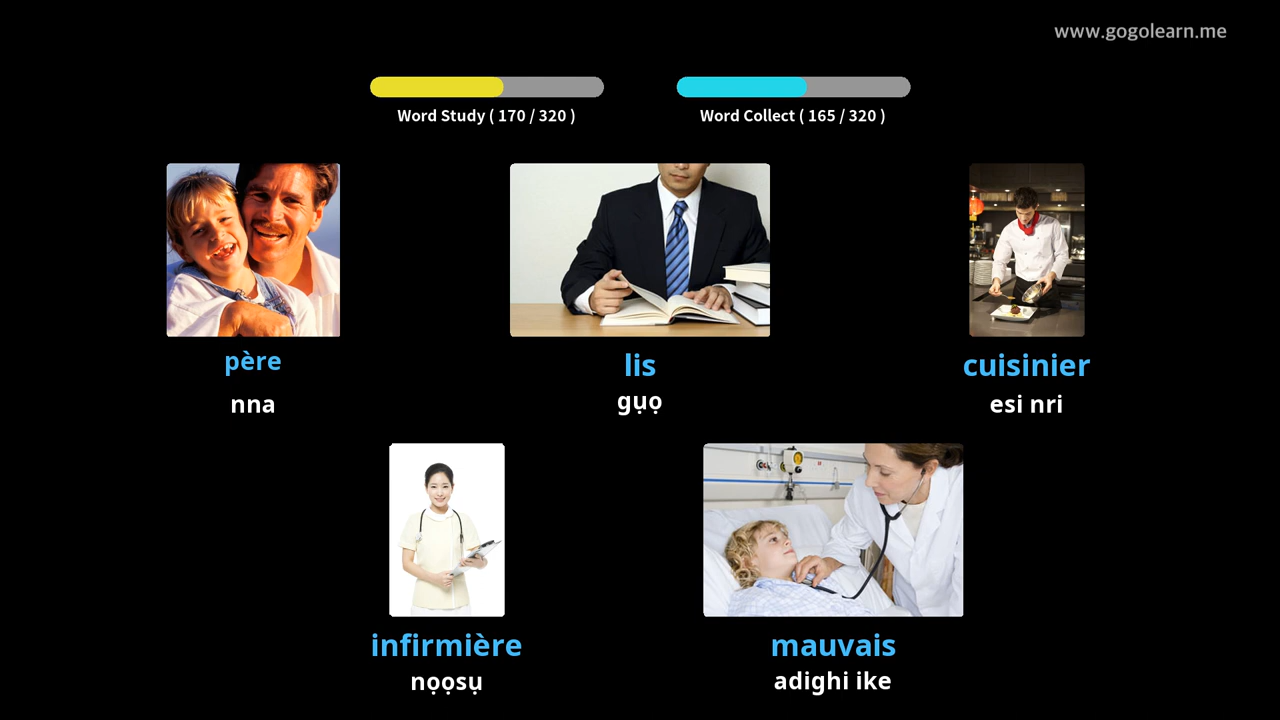 www.gogolearn.me
Word Study ( 170 / 320 )
Word Collect ( 165 / 320 )
père
nna
lis
gụọ
cuisinier
esi nri
infirmière
nọọsụ
mauvais
adighi ike